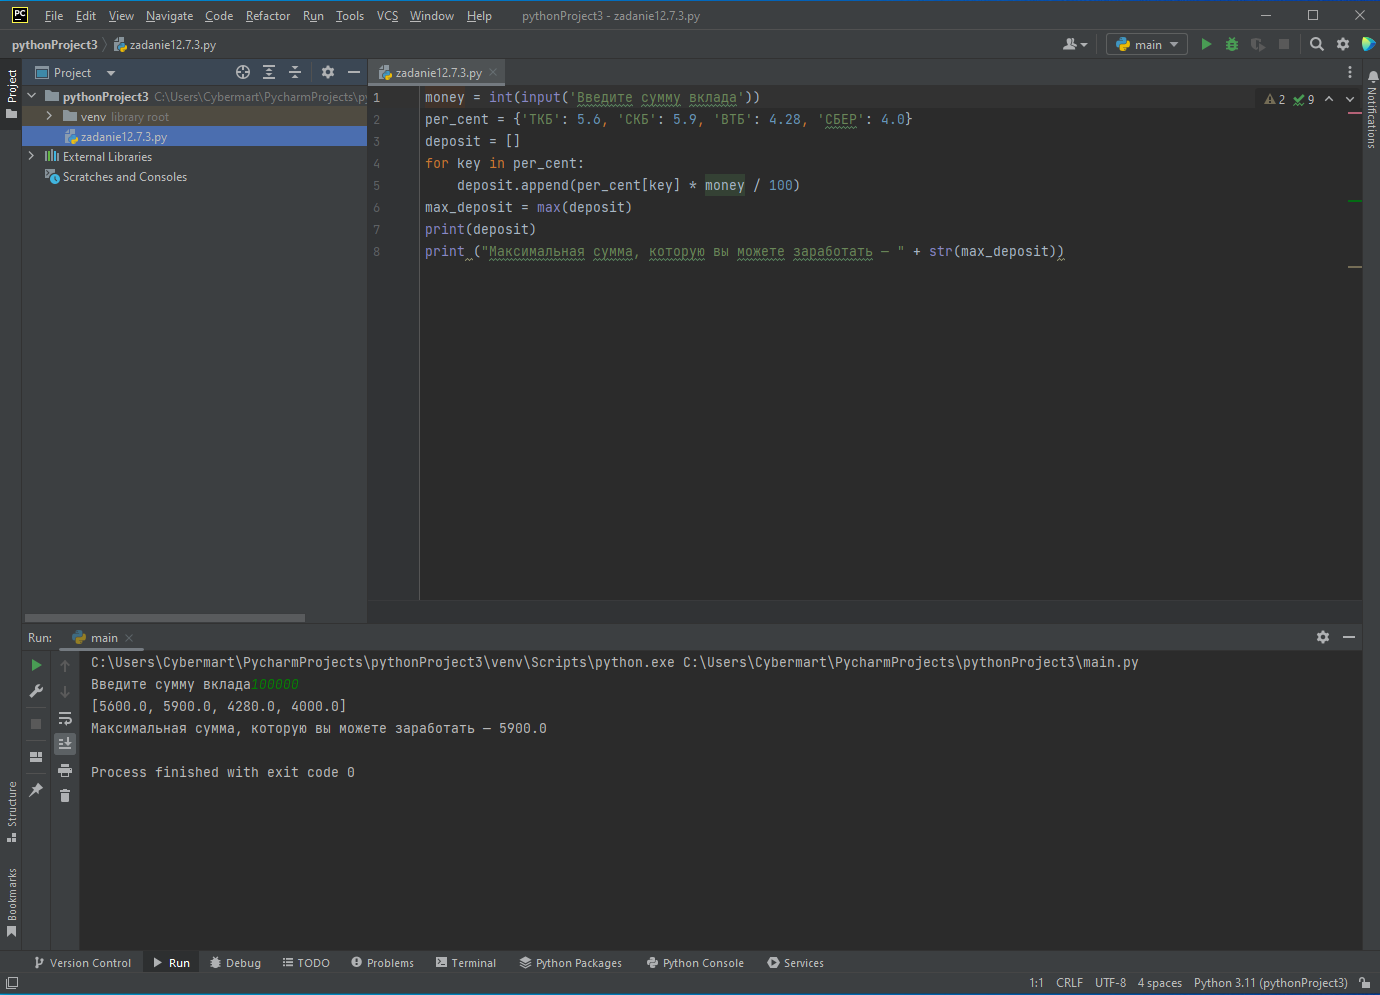 PC File Edit View Navigate Code Refactor Run Tools VCS Window Help pythonProject3 - zadanie12.7.3.py
pythonProject3 zadanie12.7.3.py main
Project
Project zadanie12.7.3.py
pythonProject3 C:\Users\Cybermart\PycharmProjects\py
venv library root
zadanie12.7.3.py
External Libraries
Scratches and Consoles
1 money = int(input('Введите сумму вклада'))
2 per_cent = {'ТКБ': 5.6, 'СКБ': 5.9, 'ВТБ': 4.28, 'СБЕР': 4.0}
3 deposit = []
4 for key in per_cent:
5 deposit.append(per_cent[key] * money / 100)
6 max_deposit = max(deposit)
7 print(deposit)
8 print ("Максимальная сумма, которую вы можете заработать — " + str(max_deposit))
2 9
Notifications
Run: main
C:\Users\Cybermart\PycharmProjects\pythonProject3\venv\Scripts\python.exe C:\Users\Cybermart\PycharmProjects\pythonProject3\main.py
Введите сумму вклада100000
[5600.0, 5900.0, 4280.0, 4000.0]
Максимальная сумма, которую вы можете заработать — 5900.0
Process finished with exit code 0
Structure
Bookmarks
Version Control Run Debug TODO Problems Terminal Python Packages Python Console Services
1:1 CRLF UTF-8 4 spaces Python 3.11 (pythonProject3)